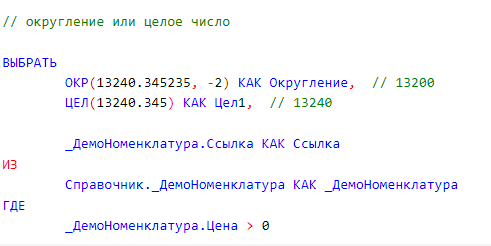 // округление или целое число
ВЫБРАТЬ
ОКР(13240.345235, -2) КАК Округление,  // 13200
ЦЕЛ(13240.345) КАК Цел1,  // 13240
_ДемоНоменклатура.Ссылка КАК Ссылка
ИЗ
Справочник._ДемоНоменклатура КАК _ДемоНоменклатура
ГДЕ
_ДемоНоменклатура.Цена > 0